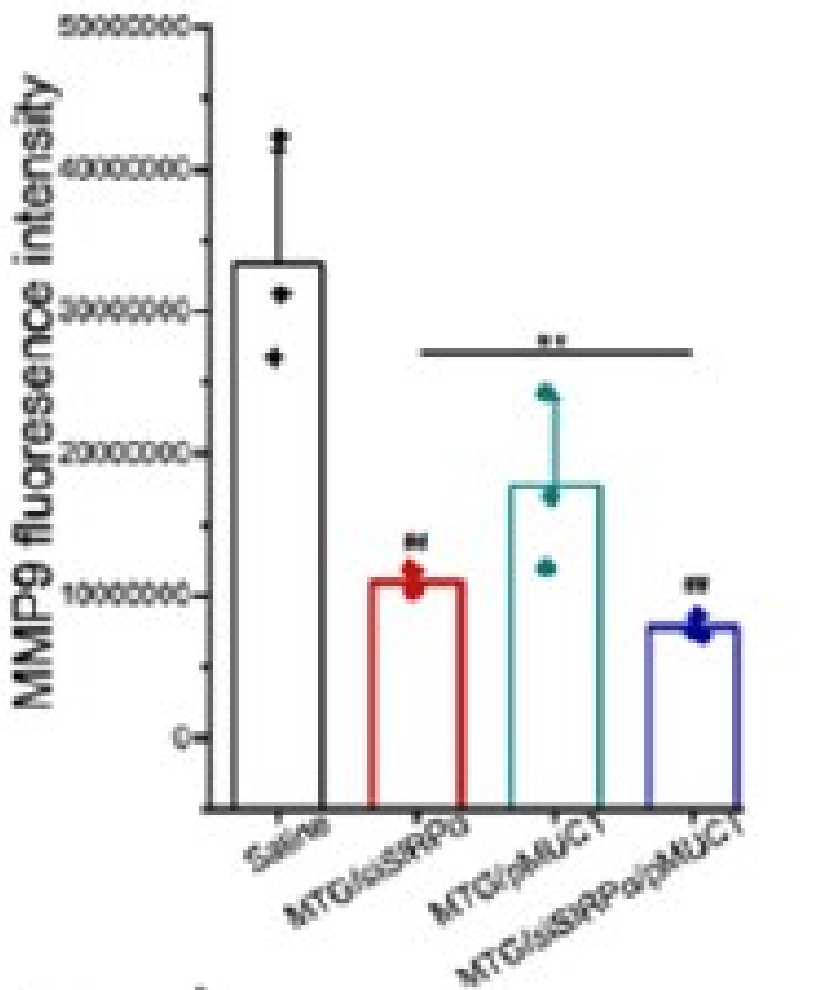 MMP9 fluoresence intensity
50000000
40000000
30000000
20000000
10000000
0
**
##
##
Saline
MTG/siSIRPα
MTG/pMUC1
MTG/siSIRPα/pMUC1